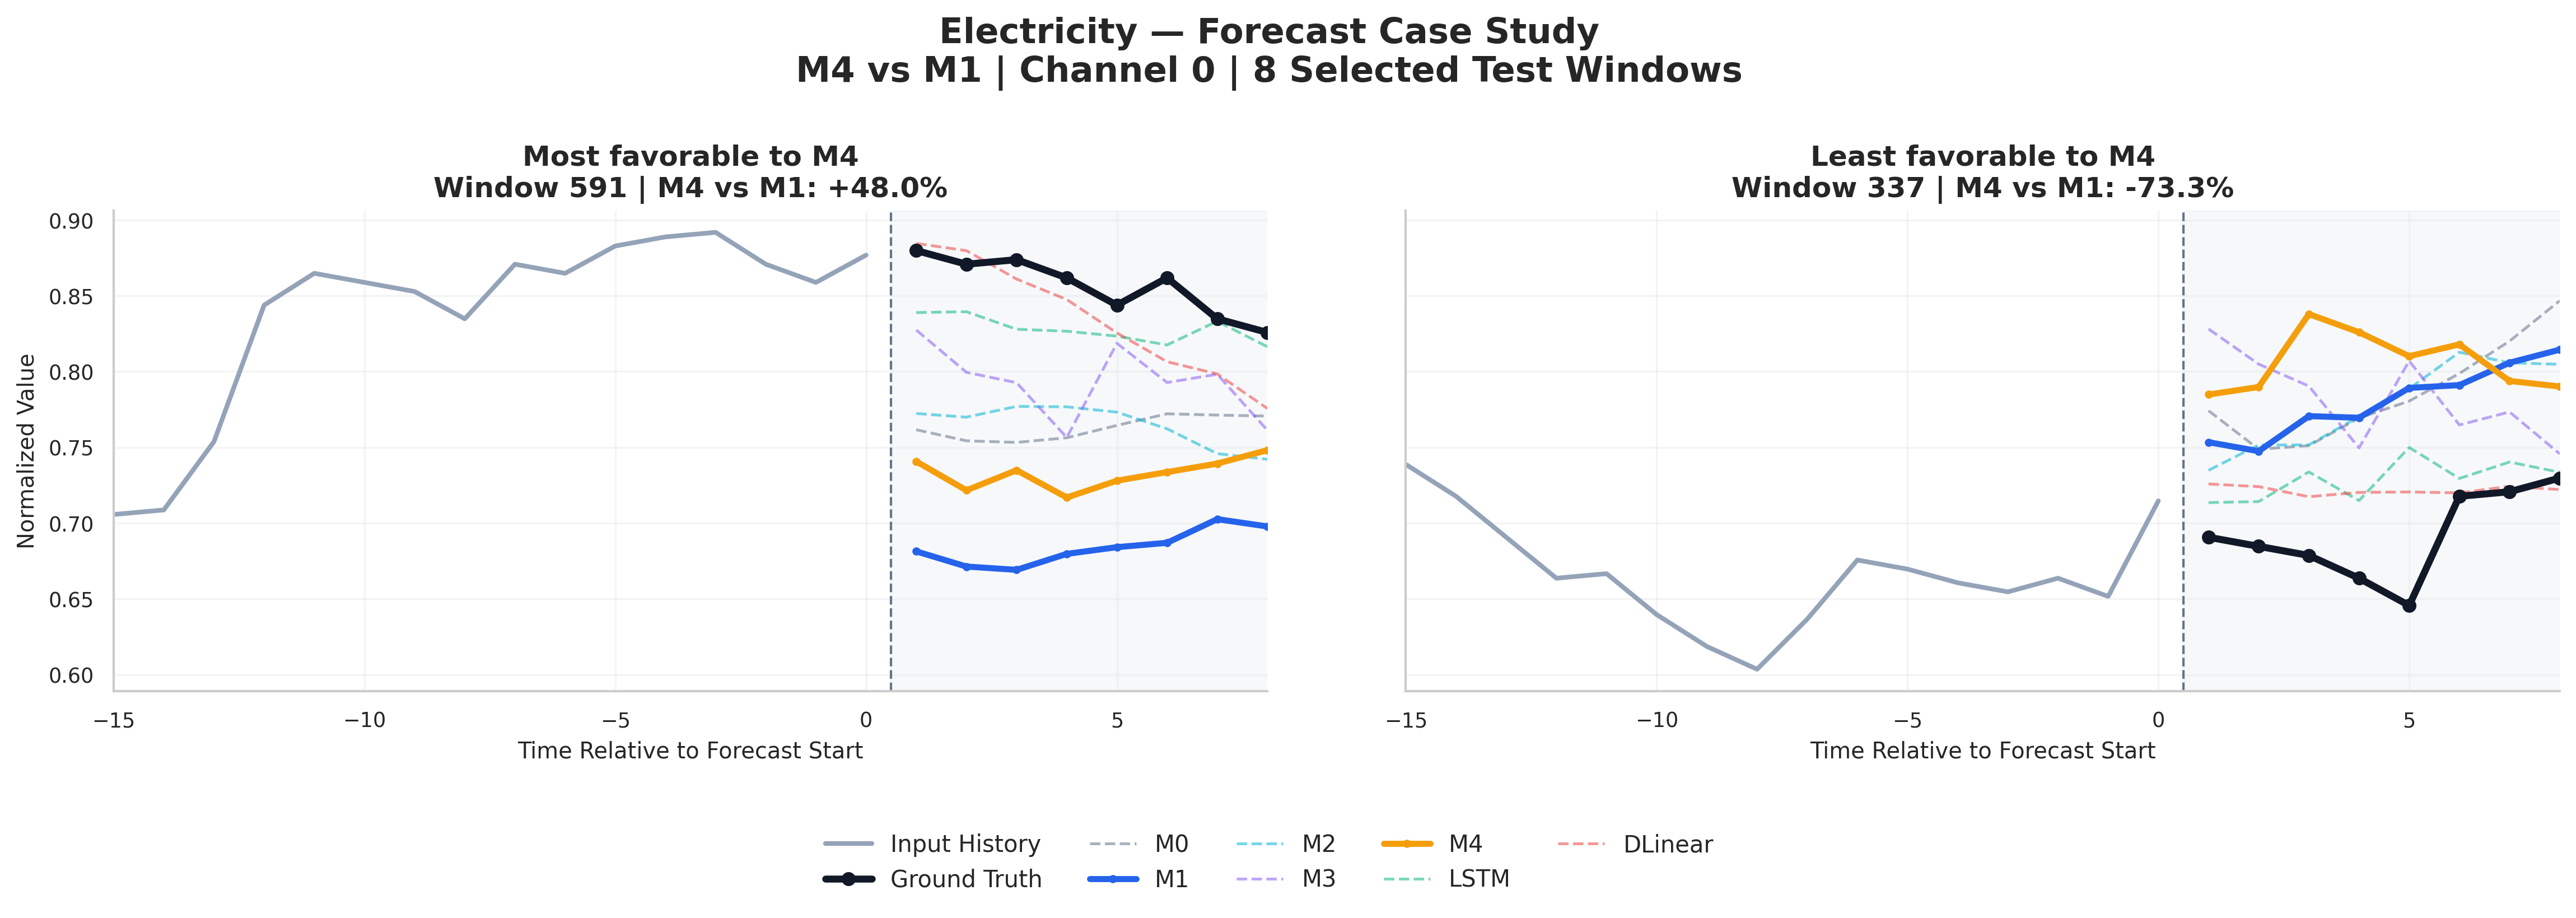 Electricity — Forecast Case Study
M4 vs M1 | Channel 0 | 8 Selected Test Windows
Most favorable to M4
Window 591 | M4 vs M1: +48.0%
Normalized Value
0.90
0.85
0.80
0.75
0.70
0.65
0.60
−15 −10 −5 0 5
Time Relative to Forecast Start
Least favorable to M4
Window 337 | M4 vs M1: -73.3%
−15 −10 −5 0 5
Time Relative to Forecast Start
Input History M0 M2 M4 DLinear
Ground Truth M1 M3 LSTM